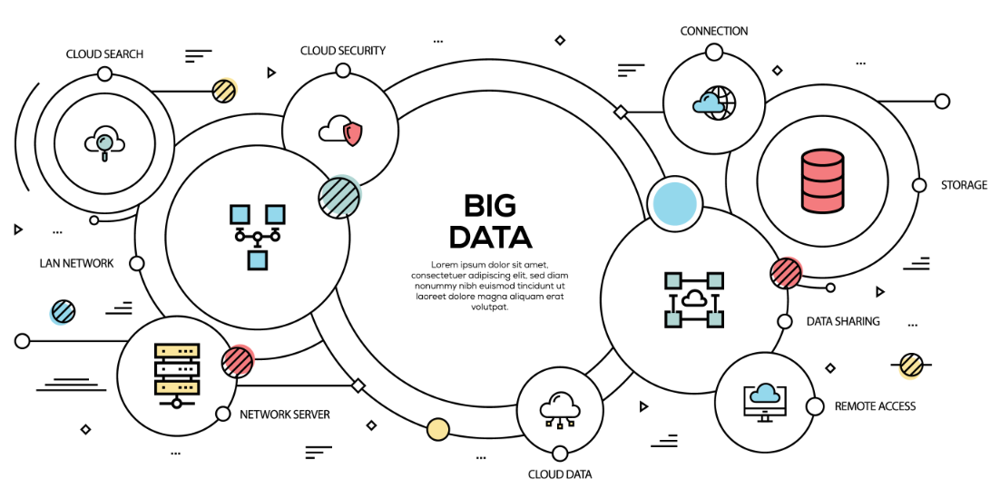 CONNECTION
CLOUD SEARCH
CLOUD SECURITY
STORAGE
BIG
DATA
Lorem ipsum dolor sit amet,
consectetuer adipiscing elit, sed diam
nonummy nibh euismod tincidunt ut
laoreet dolore magna aliquam erat
volutpat.
LAN NETWORK
DATA SHARING
REMOTE ACCESS
NETWORK SERVER
CLOUD DATA